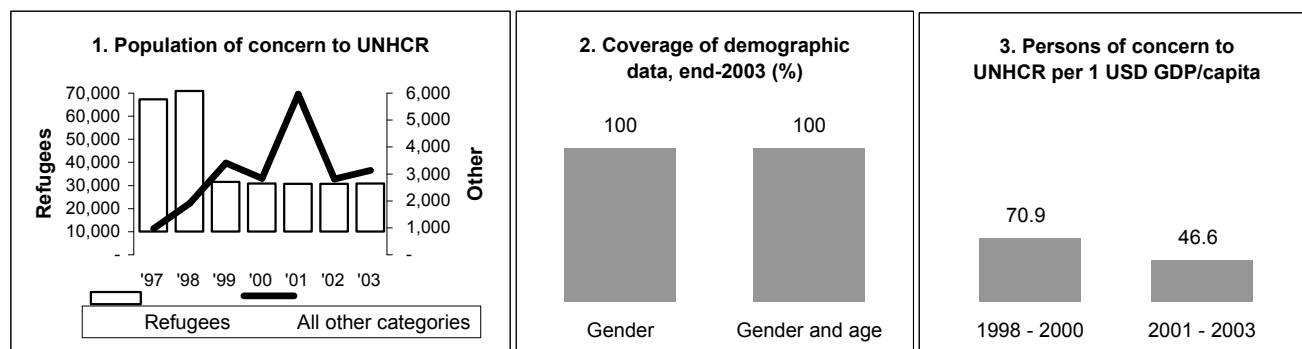 1. Population of concern to UNHCR
Refugees
70,000
60,000
50,000
40,000
30,000
20,000
10,000
-
6,000
5,000
4,000
3,000
2,000
1,000
-
Other
'97 '98 '99 '00 '01 '02 '03
Refugees All other categories
2. Coverage of demographic
data, end-2003 (%)
100 100
Gender Gender and age
3. Persons of concern to
UNHCR per 1 USD GDP/capita
70.9
46.6
1998 - 2000 2001 - 2003